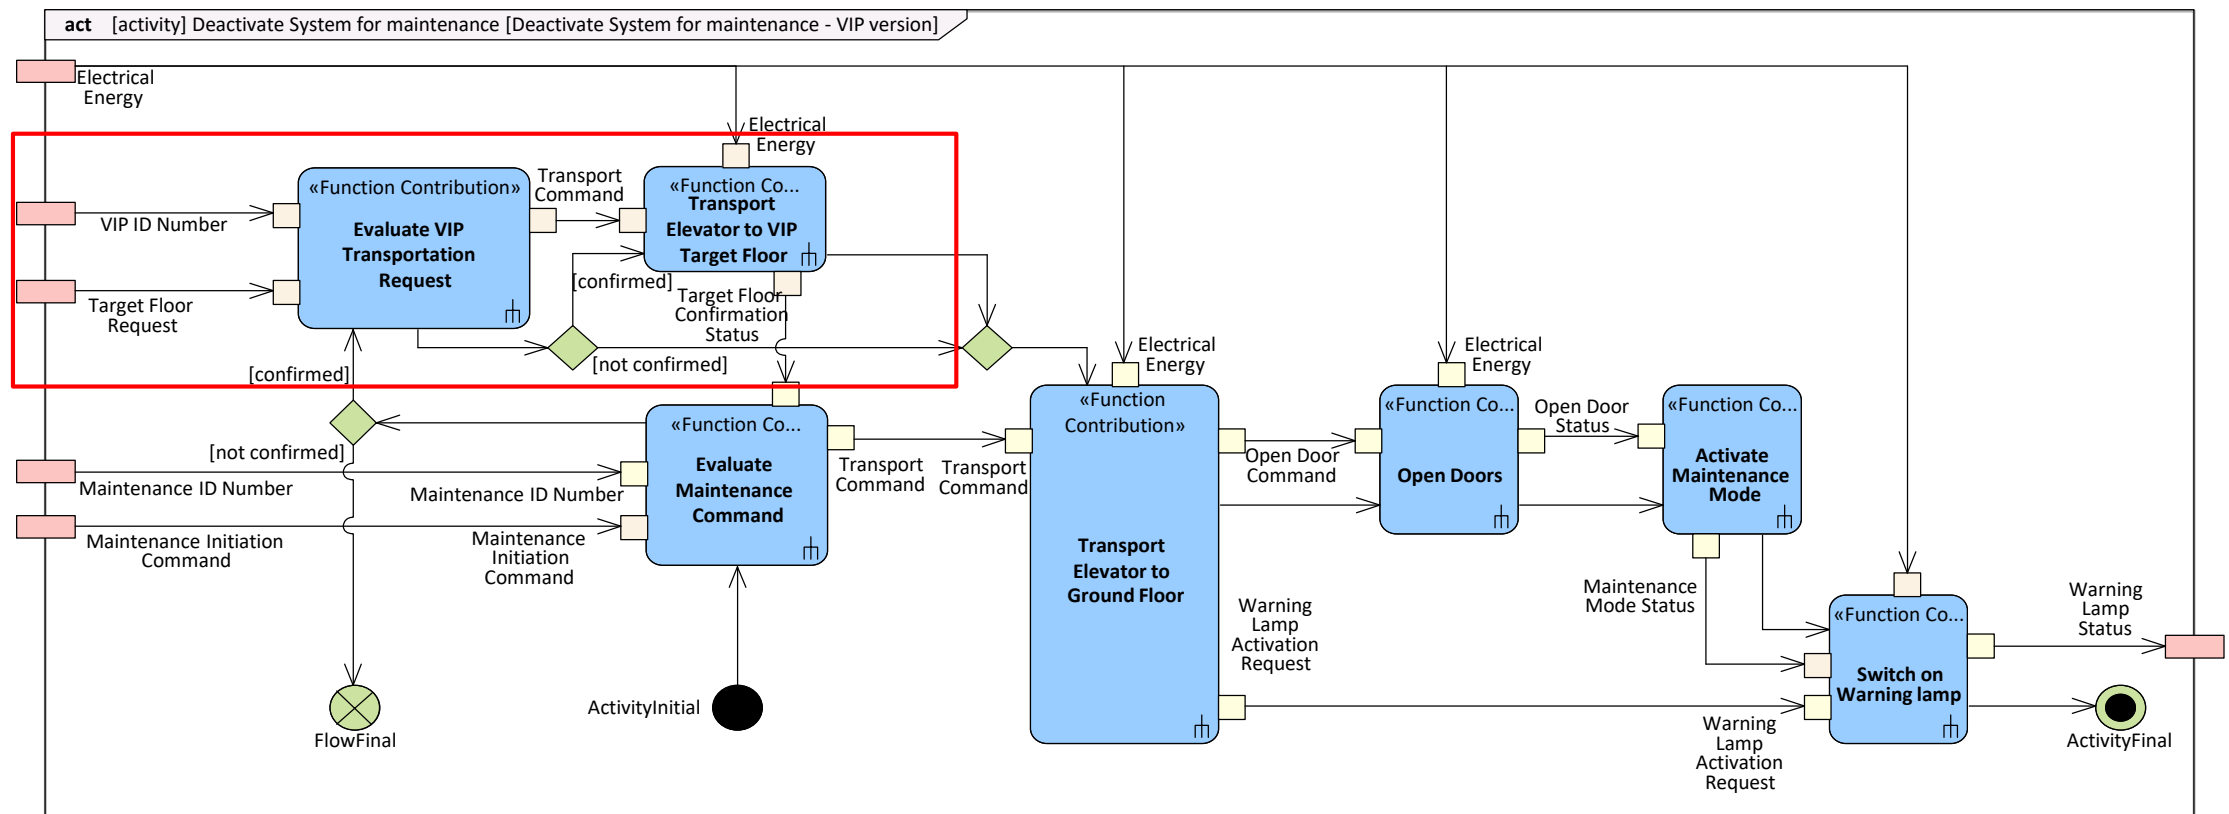 act [activity] Deactivate System for maintenance [Deactivate System for maintenance - VIP version]
Electrical
Energy
Electrical
Energy
«Function Contribution»
Evaluate VIP
Transportation
Request
Transport
Command
«Function Co...
Transport
Elevator to VIP
Target Floor
VIP ID Number
Target Floor
Request
[confirmed]
Target Floor
Confirmation
Status
[not confirmed]
[confirmed]
[not confirmed]
Electrical
Energy
Electrical
Energy
«Function Co...
Evaluate
Maintenance
Command
Maintenance ID Number
Maintenance ID Number
Maintenance Initiation
Command
Maintenance
Initiation
Command
Transport
Command
Transport
Command
«Function
Contribution»
Transport
Elevator to
Ground Floor
Open Door
Command
«Function Co...
Open Doors
Open Door
Status
«Function Co...
Activate
Maintenance
Mode
Maintenance
Mode Status
Warning
Lamp
Activation
Request
Warning
Lamp
Activation
Request
«Function Co...
Switch on
Warning lamp
Warning
Lamp
Status
ActivityInitial
FlowFinal
ActivityFinal